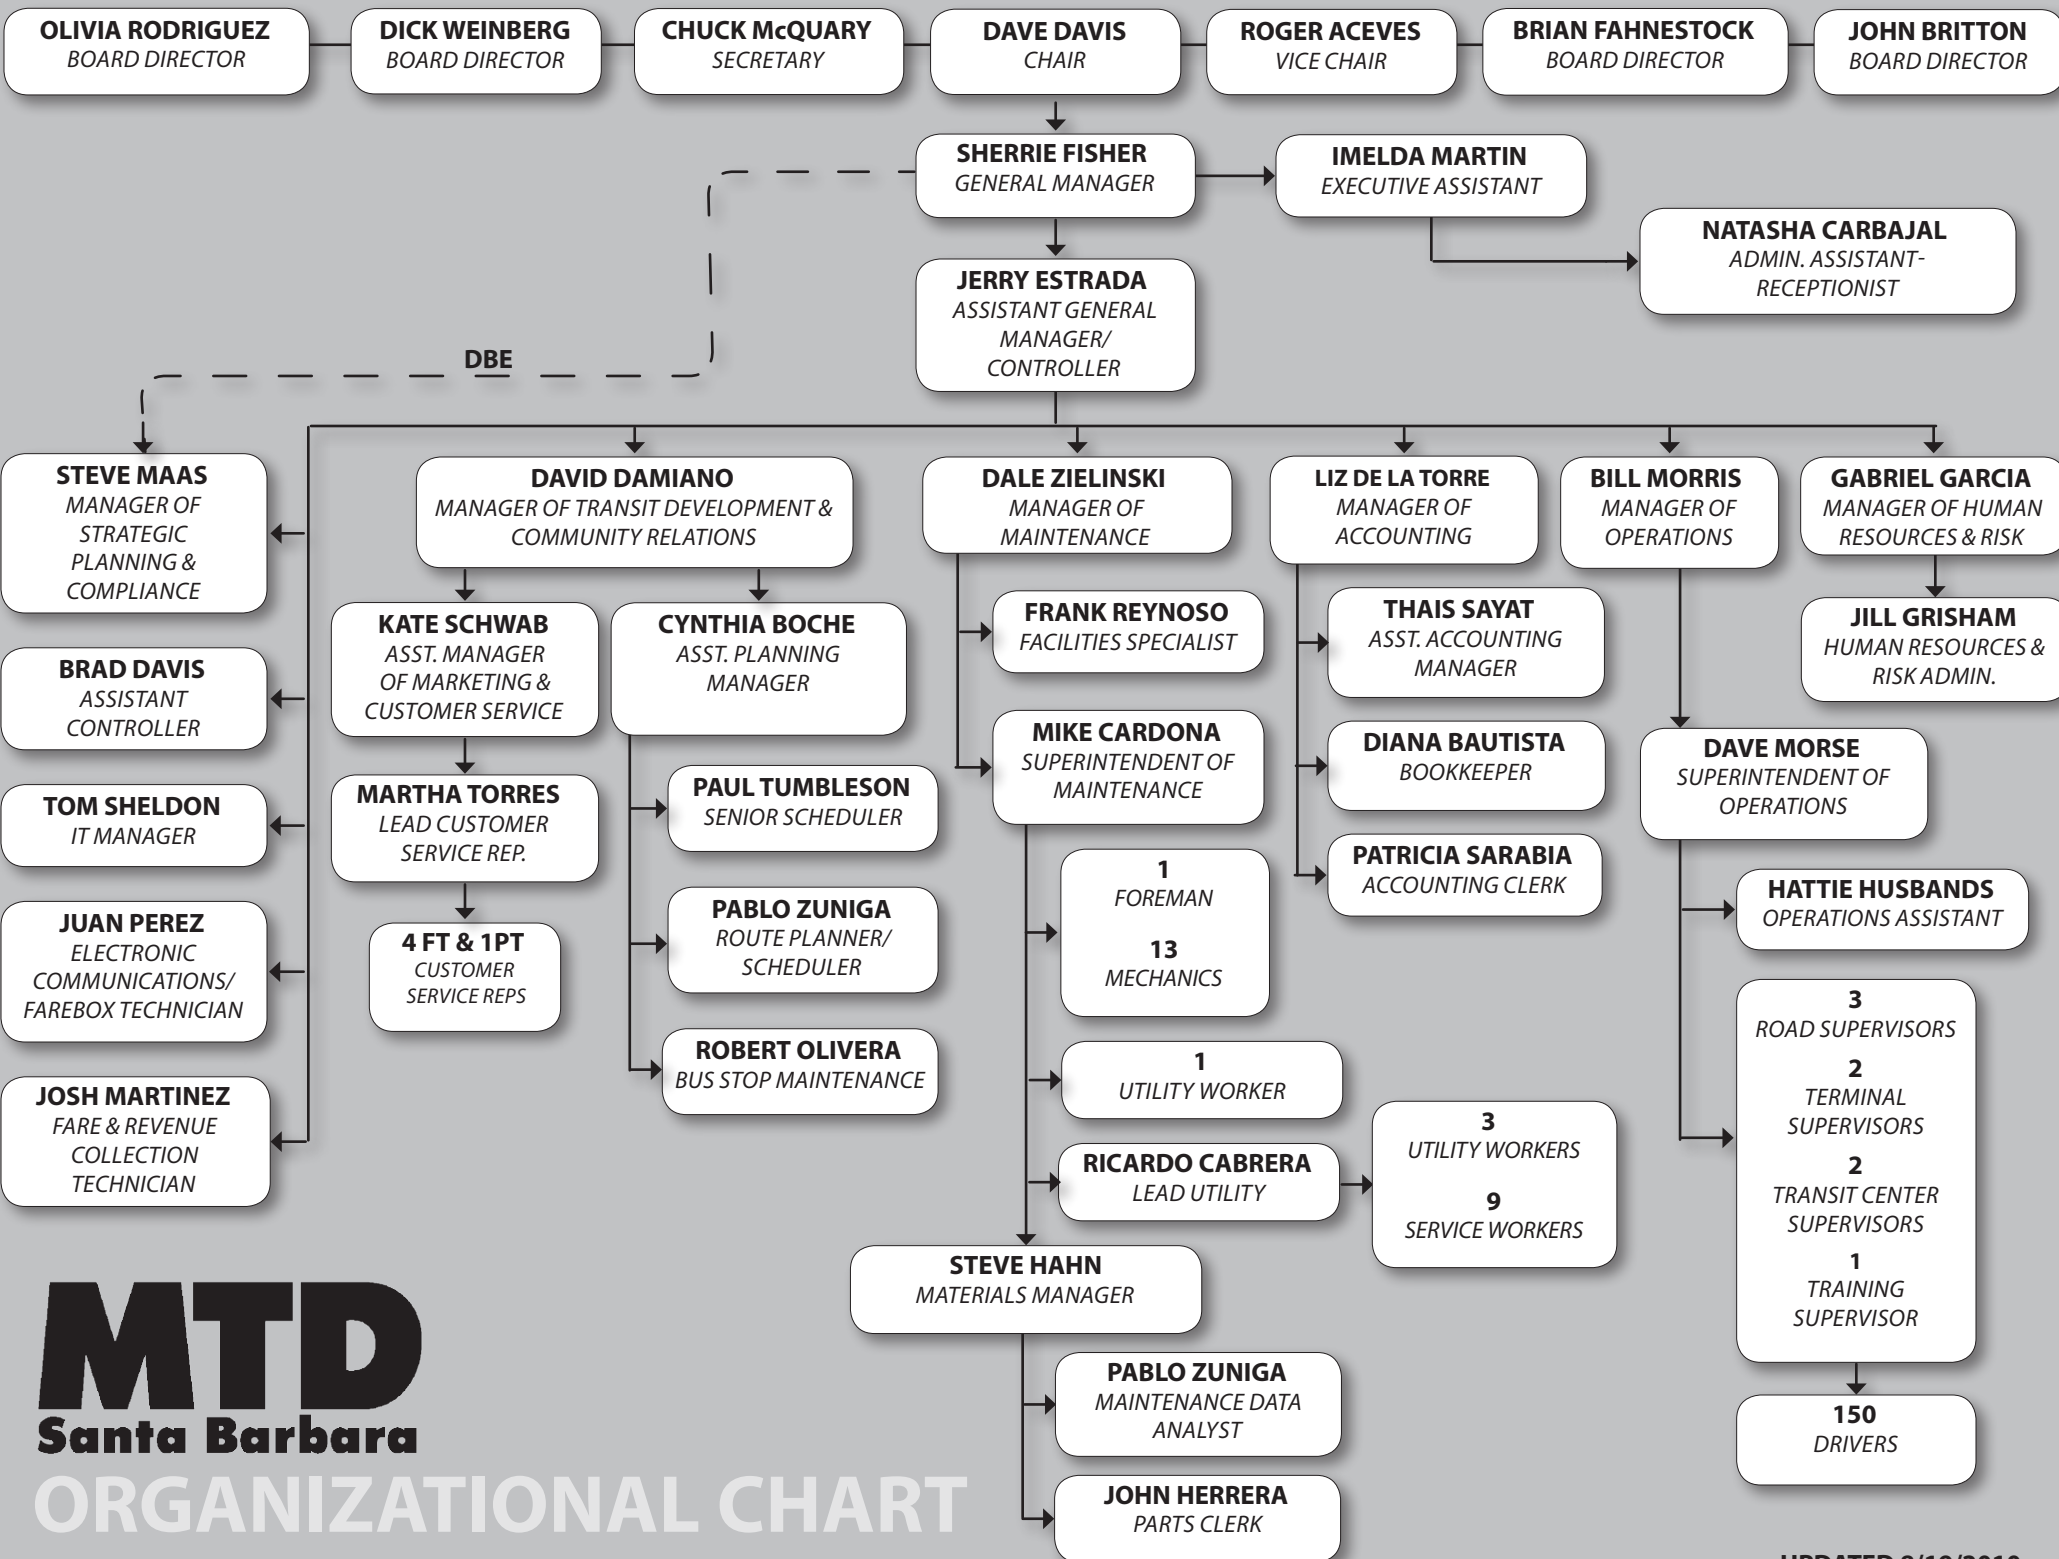 OLIVIA RODRIGUEZ
BOARD DIRECTOR
DICK WEINBERG
BOARD DIRECTOR
CHUCK McQUARY
SECRETARY
DAVE DAVIS
CHAIR
ROGER ACEVES
VICE CHAIR
BRIAN FAHNESTOCK
BOARD DIRECTOR
JOHN BRITTON
BOARD DIRECTOR
SHERRIE FISHER
GENERAL MANAGER
IMELDA MARTIN
EXECUTIVE ASSISTANT
NATASHA CARBAJAL
ADMIN. ASSISTANT-
RECEPTIONIST
JERRY ESTRADA
ASSISTANT GENERAL
MANAGER/
CONTROLLER
DBE
STEVE MAAS
MANAGER OF
STRATEGIC
PLANNING &
COMPLIANCE
BRAD DAVIS
ASSISTANT
CONTROLLER
TOM SHELDON
IT MANAGER
JUAN PEREZ
ELECTRONIC
COMMUNICATIONS/
FAREBOX TECHNICIAN
JOSH MARTINEZ
FARE & REVENUE
COLLECTION
TECHNICIAN
DAVID DAMIANO
MANAGER OF TRANSIT DEVELOPMENT &
COMMUNITY RELATIONS
KATE SCHWAB
ASST. MANAGER
OF MARKETING &
CUSTOMER SERVICE
MARTHA TORRES
LEAD CUSTOMER
SERVICE REP.
4 FT & 1PT
CUSTOMER
SERVICE REPS
CYNTHIA BOCHE
ASST. PLANNING
MANAGER
PAUL TUMBLESON
SENIOR SCHEDULER
PABLO ZUNIGA
ROUTE PLANNER/
SCHEDULER
ROBERT OLIVERA
BUS STOP MAINTENANCE
DALE ZIELINSKI
MANAGER OF
MAINTENANCE
FRANK REYNOSO
FACILITIES SPECIALIST
MIKE CARDONA
SUPERINTENDENT OF
MAINTENANCE
1
FOREMAN
13
MECHANICS
1
UTILITY WORKER
RICARDO CABRERA
LEAD UTILITY
3
UTILITY WORKERS
9
SERVICE WORKERS
STEVE HAHN
MATERIALS MANAGER
PABLO ZUNIGA
MAINTENANCE DATA
ANALYST
JOHN HERRERA
PARTS CLERK
LIZ DE LA TORRE
MANAGER OF
ACCOUNTING
THAIS SAYAT
ASST. ACCOUNTING
MANAGER
DIANA BAUTISTA
BOOKKEEPER
PATRICIA SARABIA
ACCOUNTING CLERK
BILL MORRIS
MANAGER OF
OPERATIONS
DAVE MORSE
SUPERINTENDENT OF
OPERATIONS
HATTIE HUSBANDS
OPERATIONS ASSISTANT
3
ROAD SUPERVISORS
2
TERMINAL
SUPERVISORS
2
TRANSIT CENTER
SUPERVISORS
1
TRAINING
SUPERVISOR
150
DRIVERS
GABRIEL GARCIA
MANAGER OF HUMAN
RESOURCES & RISK
JILL GRISHAM
HUMAN RESOURCES &
RISK ADMIN.
MTD
Santa Barbara
ORGANIZATIONAL CHART